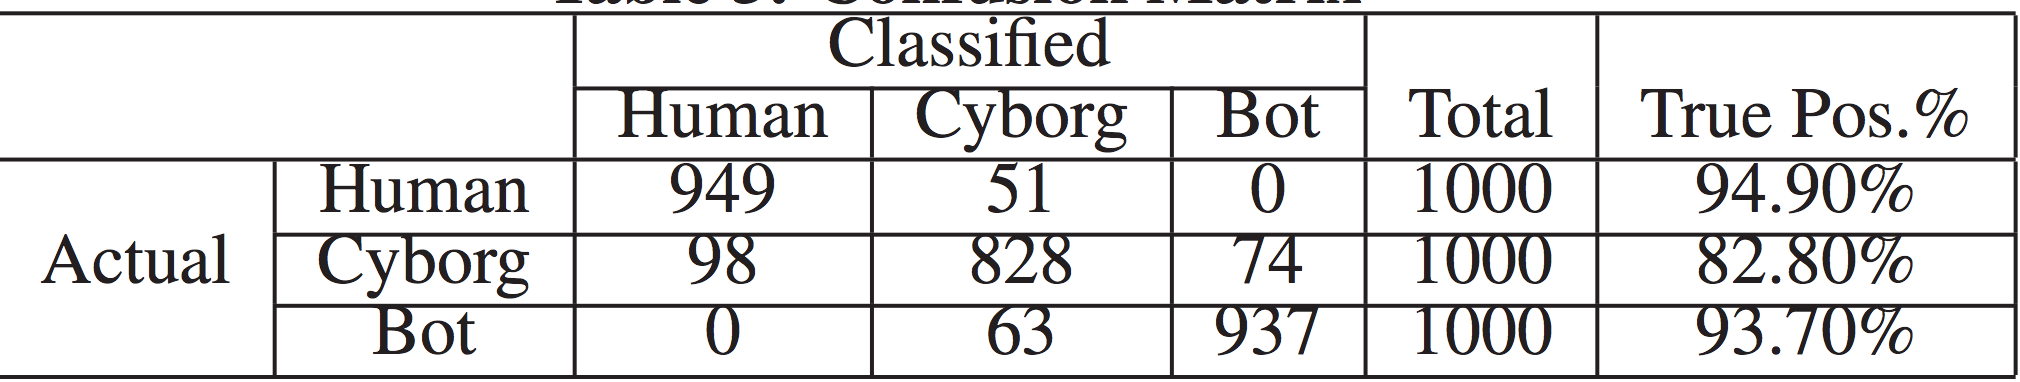 Classified
Human Cyborg Bot Total True Pos.%
Human 949 51 0 1000 94.90%
Actual Cyborg 98 828 74 1000 82.80%
Bot 0 63 937 1000 93.70%